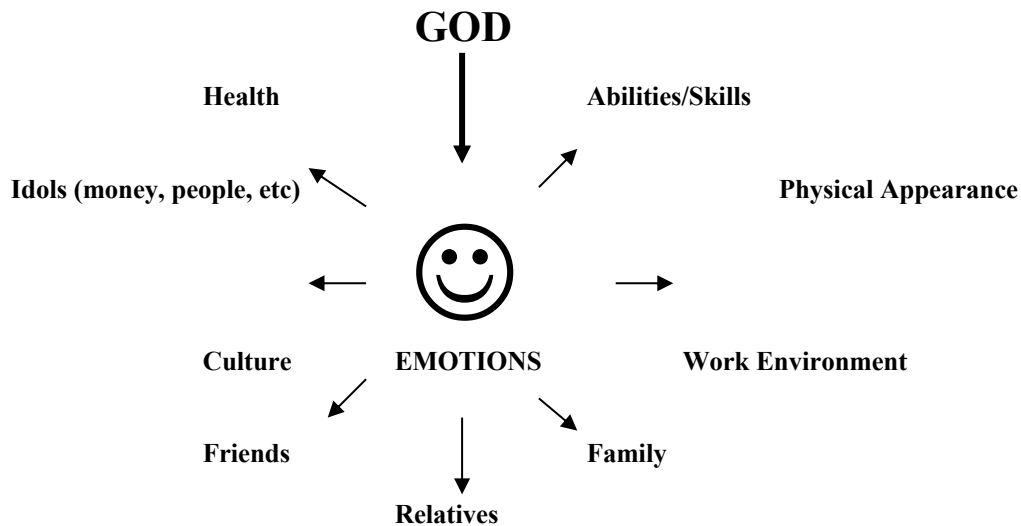 GOD
Health Abilities/Skills
Idols (money, people, etc) Physical Appearance
Culture EMOTIONS Work Environment
Friends Family
Relatives